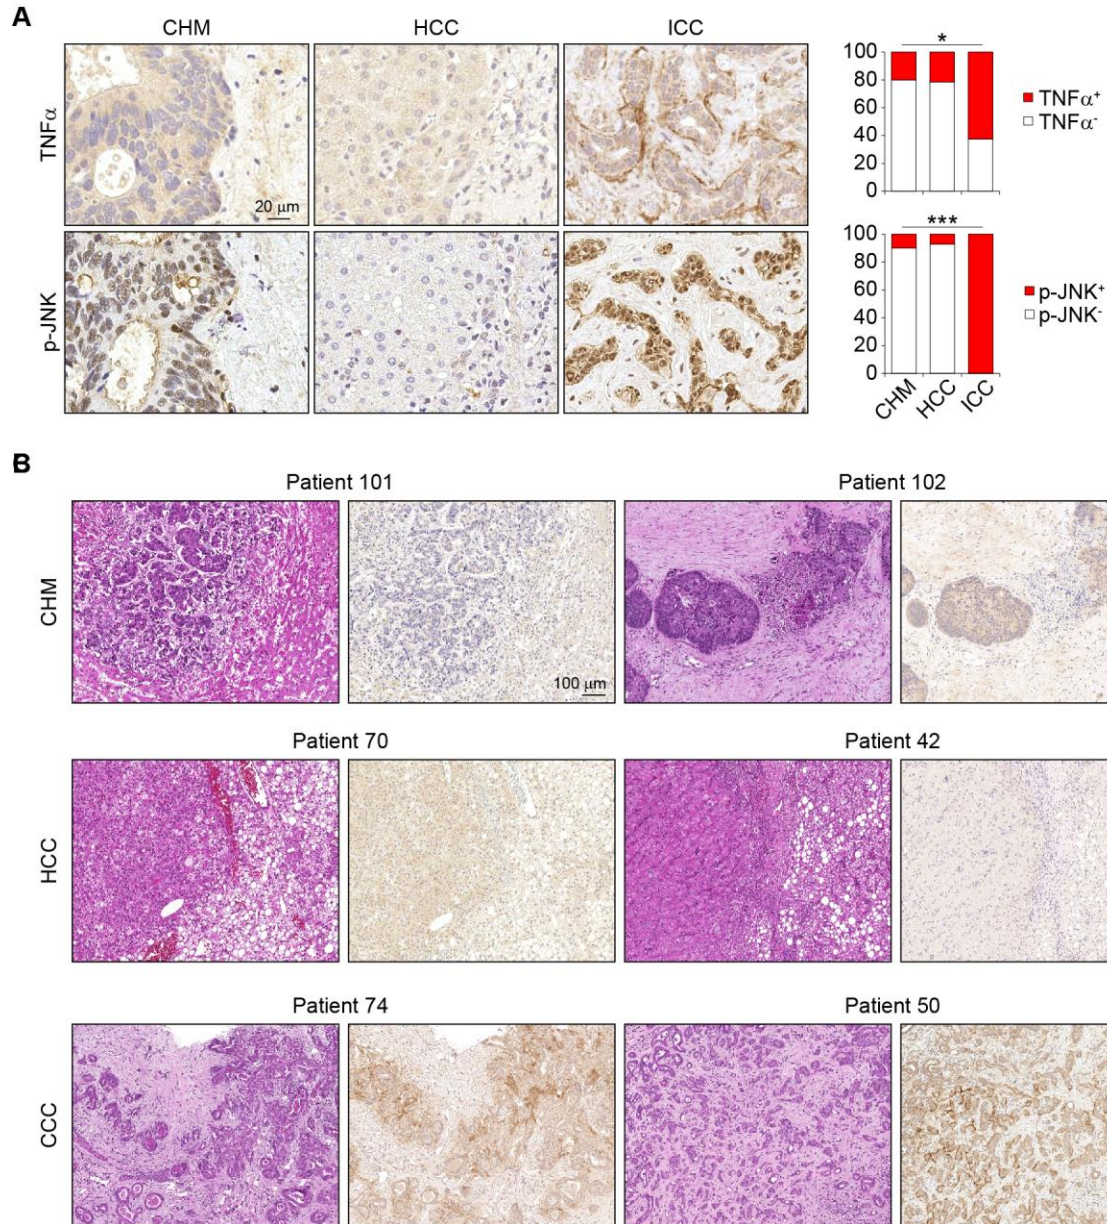 A
CHM HCC ICC
TNFα
20 μm
p-JNK
*
100
80
60
40
20
0
TNFα⁺
TNFα⁻
***
100
80
60
40
20
0
p-JNK⁺
p-JNK⁻
CHM HCC ICC
B
Patient 101 Patient 102
CHM
100 μm
Patient 70 Patient 42
HCC
Patient 74 Patient 50
CCC